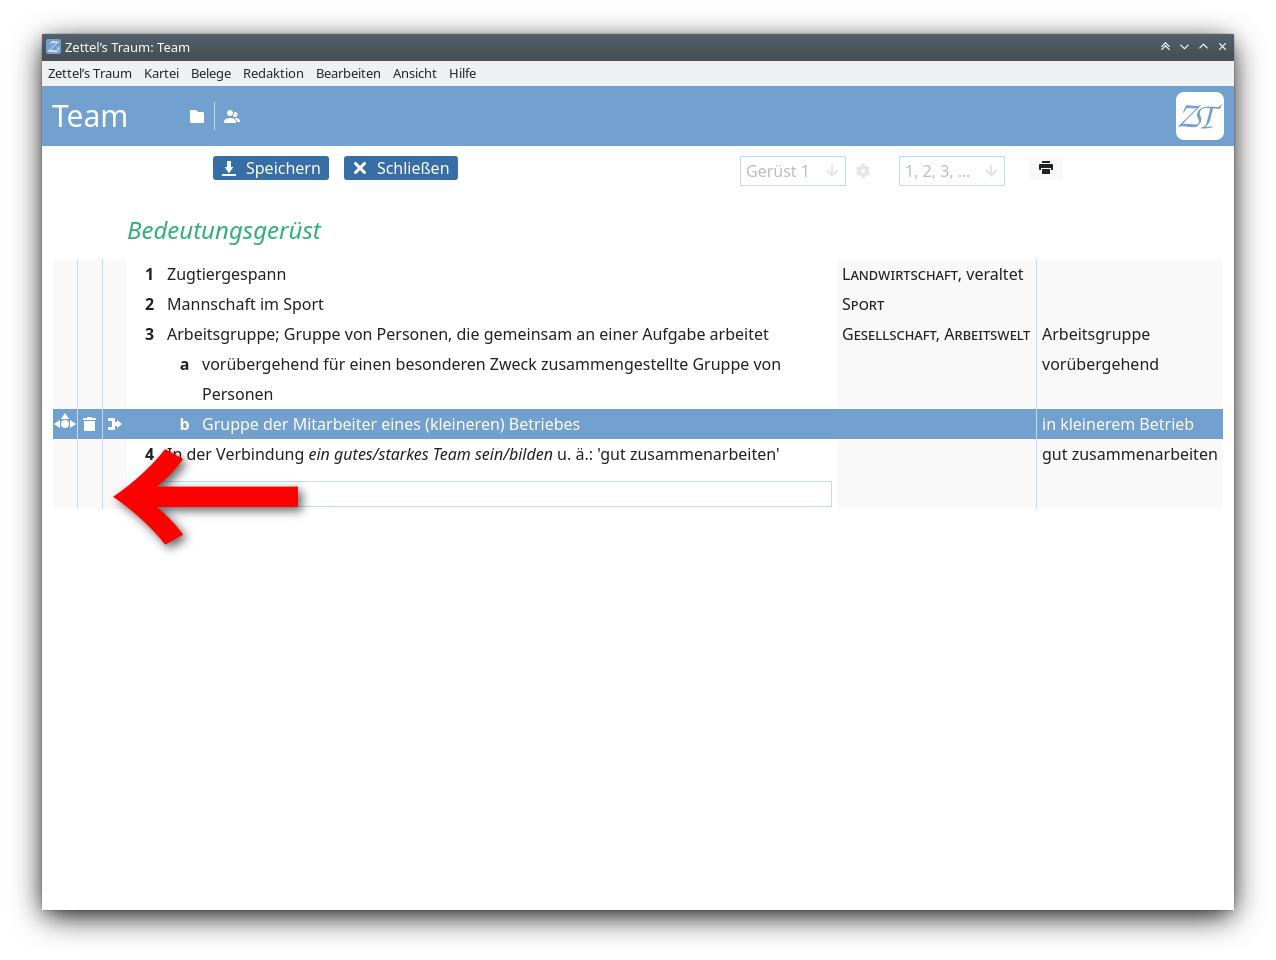 Zettel’s Traum: Team
Zettel’s Traum Kartei Belege Redaktion Bearbeiten Ansicht Hilfe
Team
ZT
Speichern Schließen Gerüst 1 1, 2, 3, …
Bedeutungsgerüst
1 Zugtiergespann Landwirtschaft, veraltet
2 Mannschaft im Sport Sport
3 Arbeitsgruppe; Gruppe von Personen, die gemeinsam an einer Aufgabe arbeitet Gesellschaft, Arbeitswelt Arbeitsgruppe
a vorübergehend für einen besonderen Zweck zusammengestellte Gruppe von vorübergehend
Personen
b Gruppe der Mitarbeiter eines (kleineren) Betriebes in kleinerem Betrieb
4 In der Verbindung ein gutes/starkes Team sein/bilden u. ä.: 'gut zusammenarbeiten' gut zusammenarbeiten